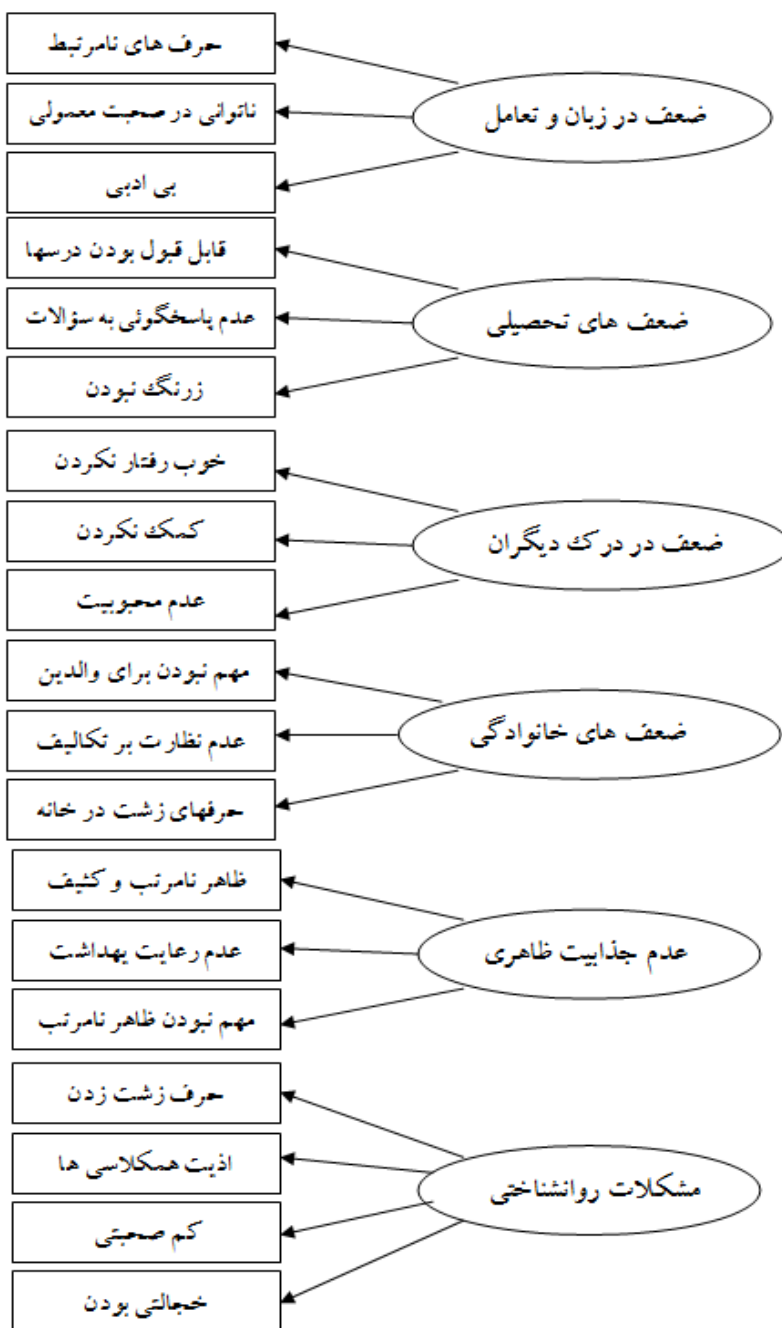 ضعف در زبان و تعامل
حرف های نامرتبط
ناتوانی در صحبت معمولی
بی ادبی
ضعف های تحصیلی
قابل قبول بودن درسها
عدم پاسخگوئی به سؤالات
زرنگ نبودن
ضعف در درک دیگران
خوب رفتار نکردن
کمک نکردن
عدم محبوبیت
ضعف های خانوادگی
مهم نبودن برای والدین
عدم نظارت بر تکالیف
حرفهای زشت در خانه
عدم جذابیت ظاهری
ظاهر نامرتب و کثیف
عدم رعایت بهداشت
مهم نبودن ظاهر نامرتب
مشکلات روانشناختی
حرف زشت زدن
اذیت همکلاسی ها
کم صحبتی
خجالتی بودن